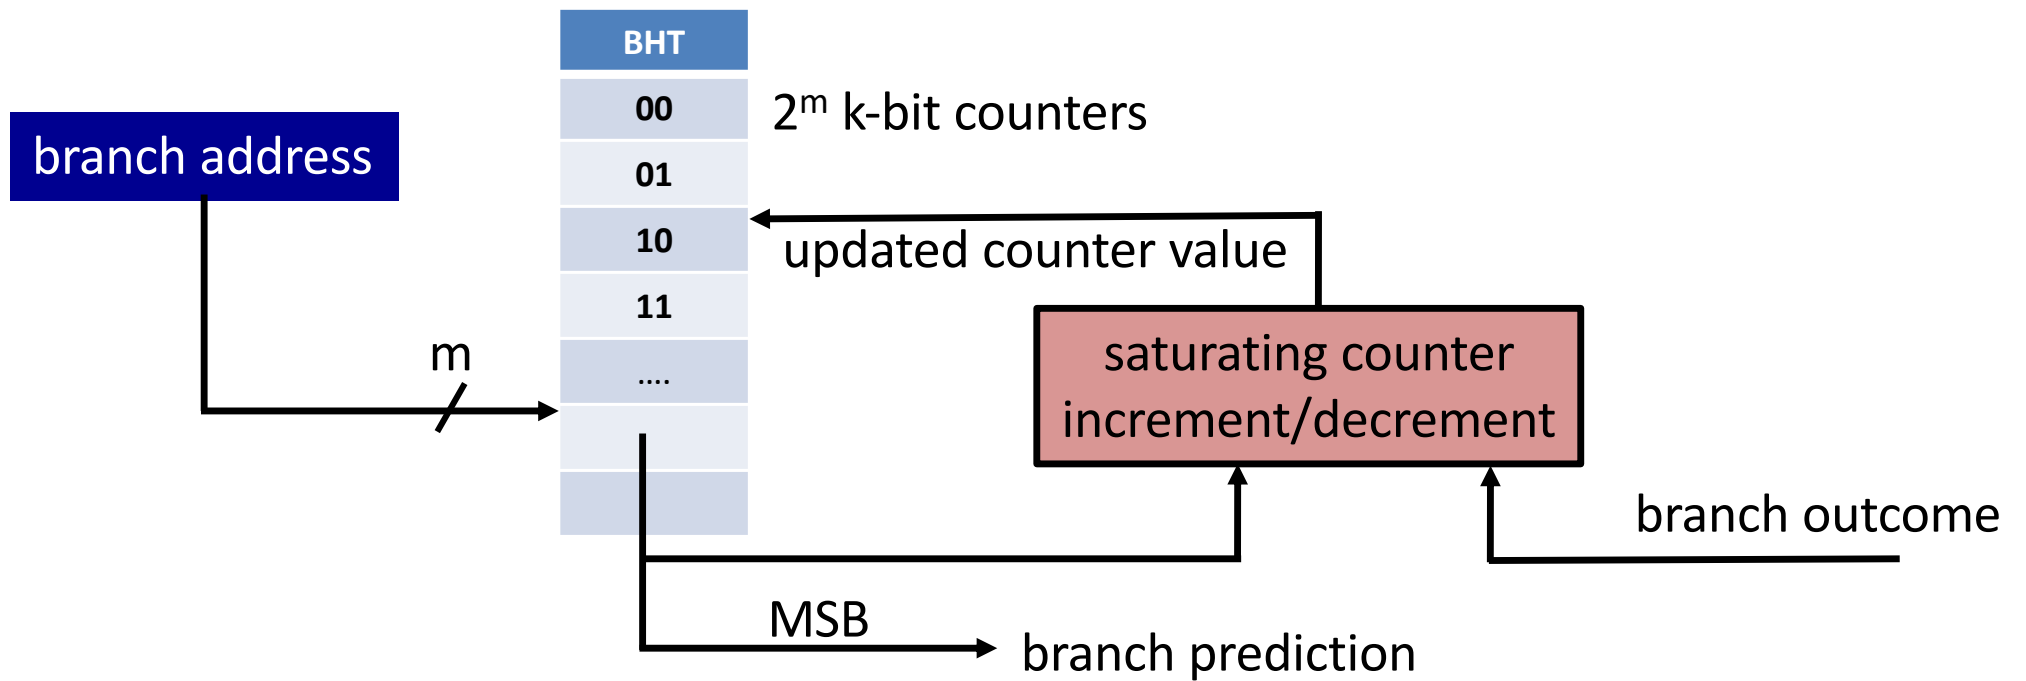 BHT
00
2ᵐ k-bit counters
branch address
01
10
updated counter value
11
m
saturating counter
increment/decrement
....
branch outcome
MSB
branch prediction